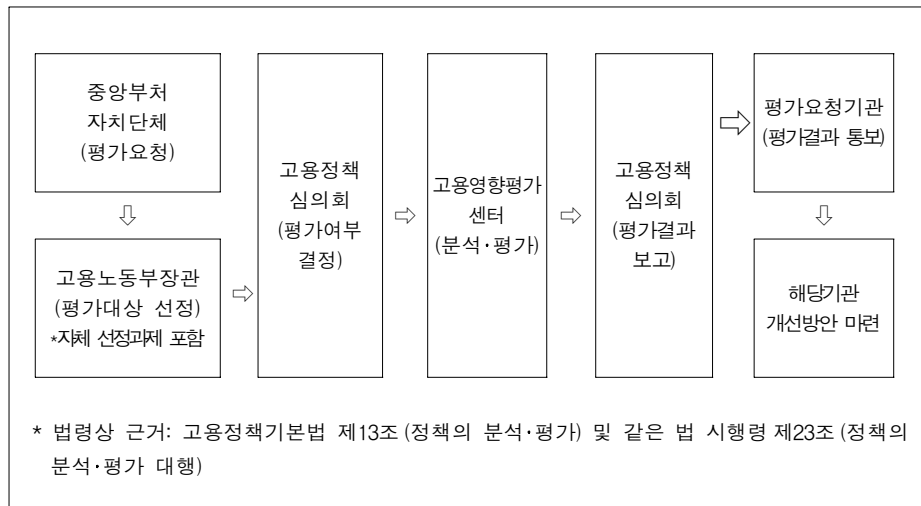 중앙부처
자치단체
(평가요청)
고용노동부장관
(평가대상 선정)
*자체 선정과제 포함
고용정책
심의회
(평가여부
결정)
고용영향평가
센터
(분석·평가)
고용정책
심의회
(평가결과
보고)
평가요청기관
(평가결과 통보)
해당기관
개선방안 마련
* 법령상 근거: 고용정책기본법 제13조 (정책의 분석·평가) 및 같은 법 시행령 제23조 (정책의
분석·평가 대행)